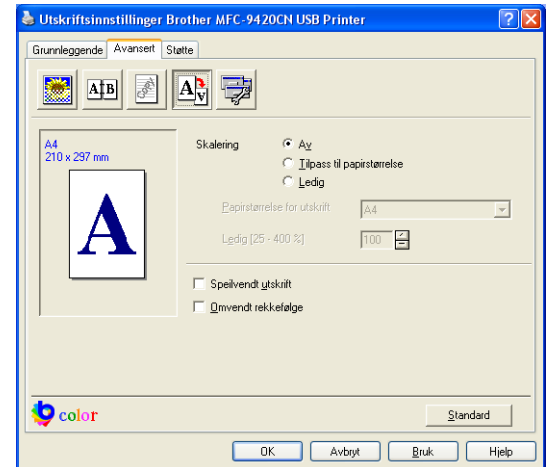 Utskriftsinnstillinger Brother MFC-9420CN USB Printer
Grunnleggende Avansert Støtte
A B
A A
A4
210 x 297 mm
A
Skalering Av
Tilpass til papirstørrelse
Ledig
Papirstørrelse for utskrift A4
Ledig [25 - 400 %] 100
Speilvendt utskrift
Omvendt rekkefølge
color Standard
OK Avbryt Bruk Hjelp